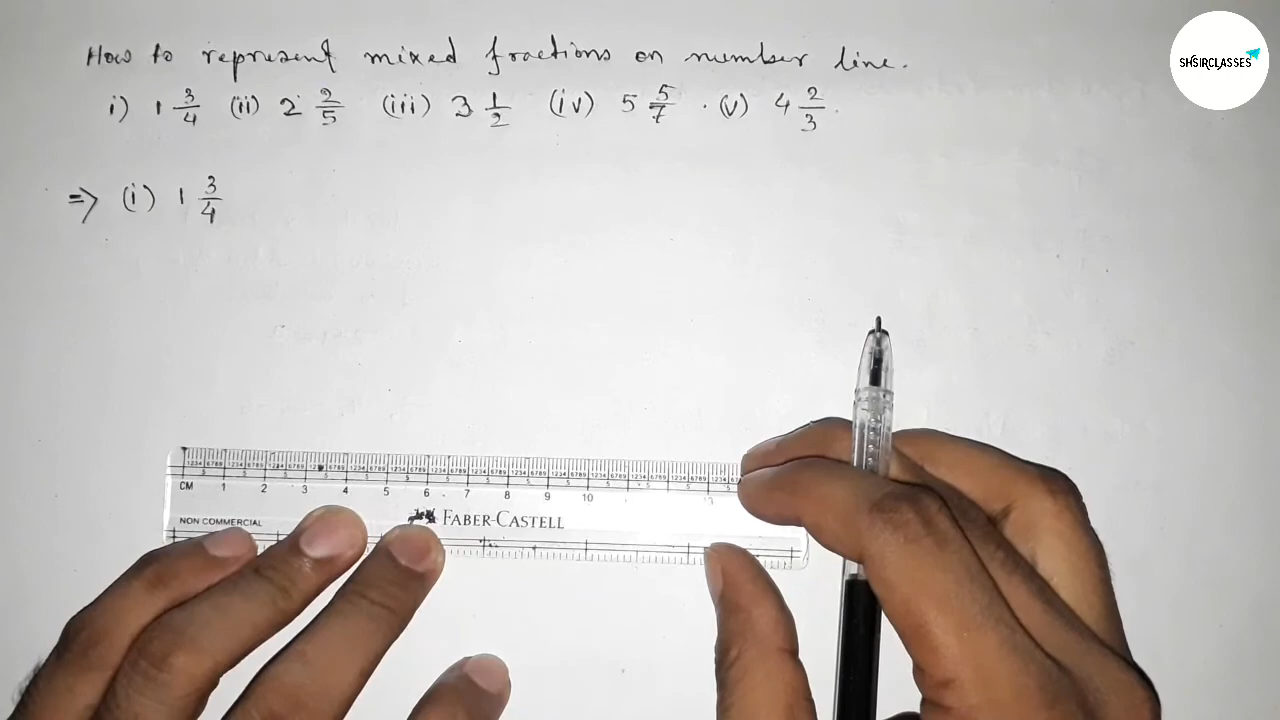 How to represent mixed fractions on number line.
SHSIRCLASSES
i) 1 3/4 (ii) 2 2/5 (iii) 3 1/2 (iv) 5 5/7 . (v) 4 2/3.
=> (i) 1 3/4
CM 1 2 3 4 5 6 7 8 9 10
FABER-CASTELL
NON COMMERCIAL